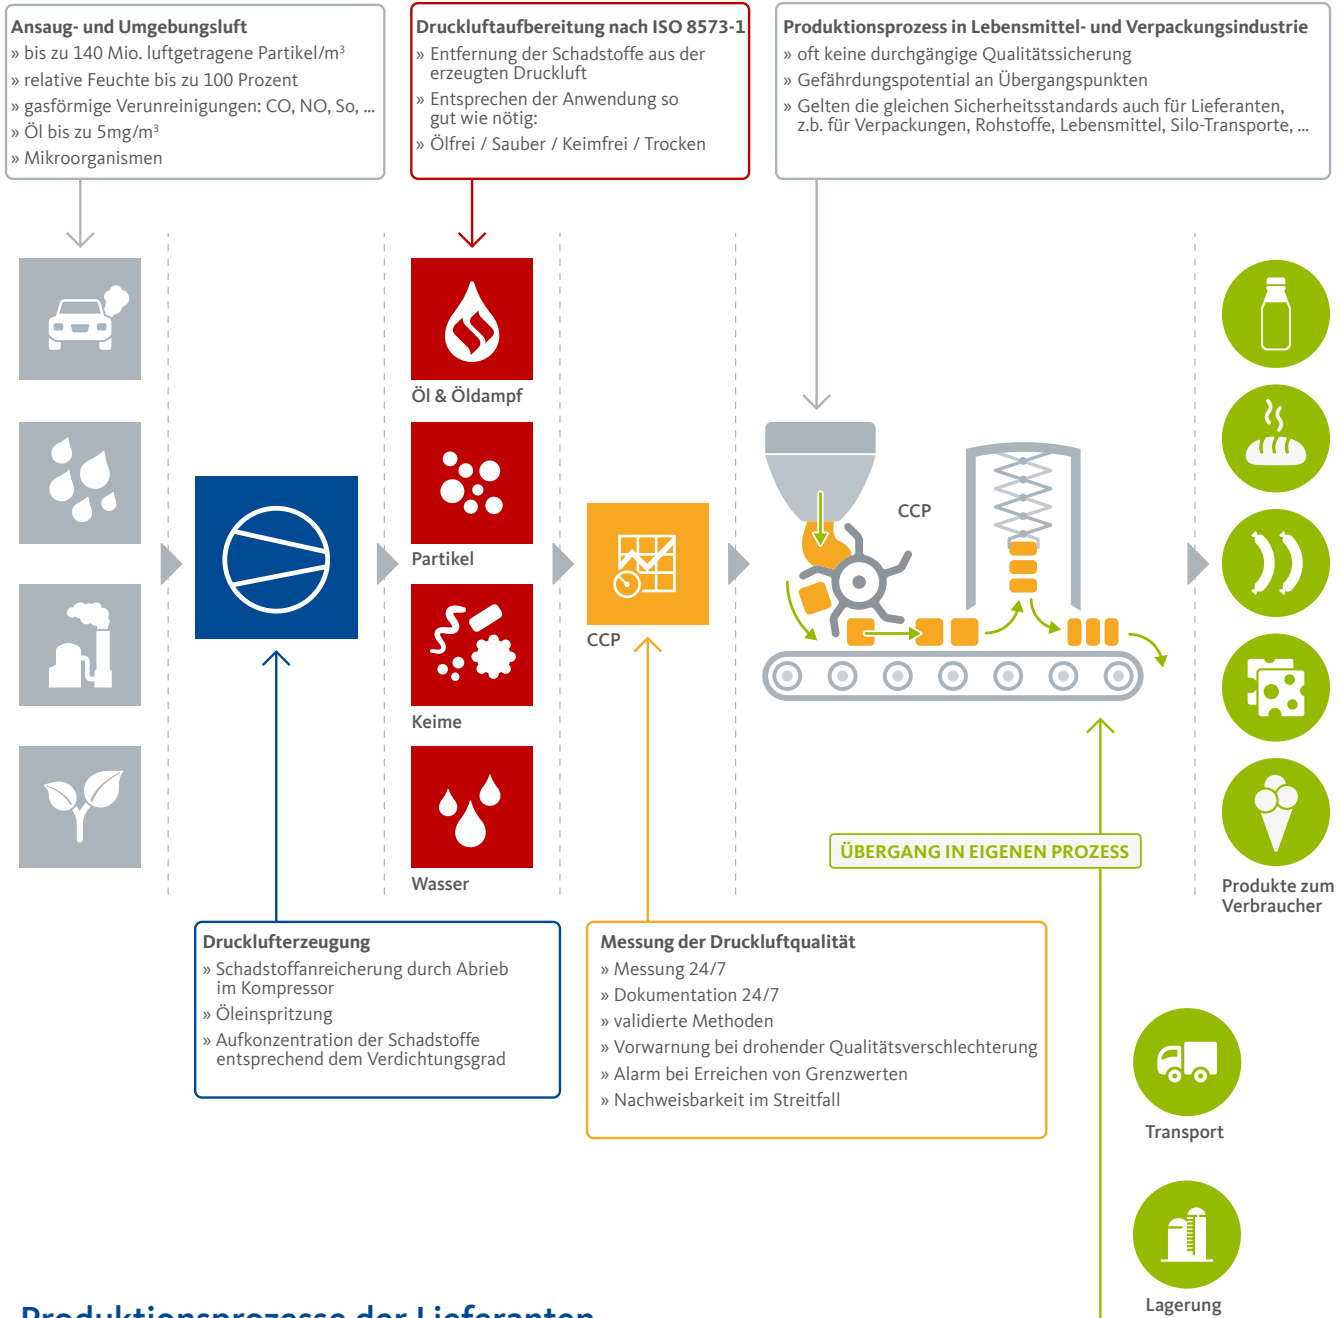 Ansaug- und Umgebungsluft
» bis zu 140 Mio. luftgetragene Partikel/m³
» relative Feuchte bis zu 100 Prozent
» gasförmige Verunreinigungen: CO, NO, So, ...
» Öl bis zu 5mg/m³
» Mikroorganismen
Druckluftaufbereitung nach ISO 8573-1
» Entfernung der Schadstoffe aus der
erzeugten Druckluft
» Entsprechen der Anwendung so
gut wie nötig:
» Ölfrei / Sauber / Keimfrei / Trocken
Produktionsprozess in Lebensmittel- und Verpackungsindustrie
» oft keine durchgängige Qualitätssicherung
» Gefährdungspotential an Übergangspunkten
» Gelten die gleichen Sicherheitsstandards auch für Lieferanten,
z.b. für Verpackungen, Rohstoffe, Lebensmittel, Silo-Transporte, ...
Öl & Öldampf
Partikel
Keime
Wasser
CCP
CCP
ÜBERGANG IN EIGENEN PROZESS
Produkte zum
Verbraucher
Drucklufterzeugung
» Schadstoffanreicherung durch Abrieb
im Kompressor
» Öleinspritzung
» Aufkonzentration der Schadstoffe
entsprechend dem Verdichtungsgrad
Messung der Druckluftqualität
» Messung 24/7
» Dokumentation 24/7
» validierte Methoden
» Vorwarnung bei drohender Qualitätsverschlechterung
» Alarm bei Erreichen von Grenzwerten
» Nachweisbarkeit im Streitfall
Transport
Lagerung
Produktionsprozesse der Lieferanten